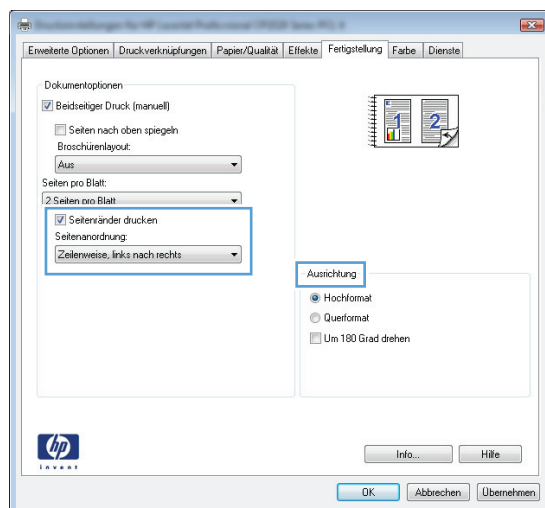 Erweiterte Optionen Druckverknüpfungen Papier/Qualität Effekte Fertigstellung Farbe Dienste
Dokumentoptionen
Beidseitiger Druck (manuell)
Seiten nach oben spiegeln
Broschürenlayout:
Aus
Seiten pro Blatt:
2 Seiten pro Blatt
Seitenränder drucken
Seitenanordnung:
Zeilenweise, links nach rechts
1 2
Ausrichtung
Hochformat
Querformat
Um 180 Grad drehen
hp
invent
Info... Hilfe
OK Abbrechen Übernehmen